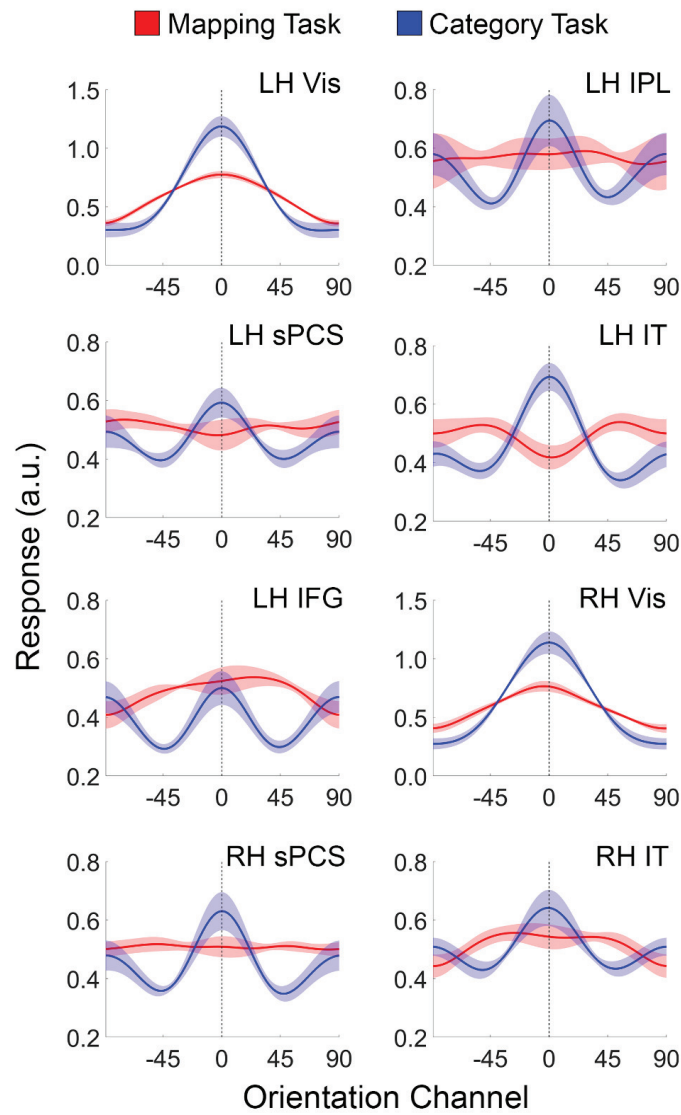 Mapping Task Category Task
LH Vis
1.5
1.0
0.5
0.0
-45 0 45 90
LH IPL
0.8
0.6
0.4
0.2
-45 0 45 90
LH sPCS
0.8
0.6
0.4
0.2
-45 0 45 90
LH IT
0.8
0.6
0.4
0.2
-45 0 45 90
LH IFG
0.8
0.6
0.4
0.2
-45 0 45 90
RH Vis
1.5
1.0
0.5
0.0
-45 0 45 90
RH sPCS
0.8
0.6
0.4
0.2
-45 0 45 90
RH IT
0.8
0.6
0.4
0.2
-45 0 45 90
Response (a.u.)
Orientation Channel